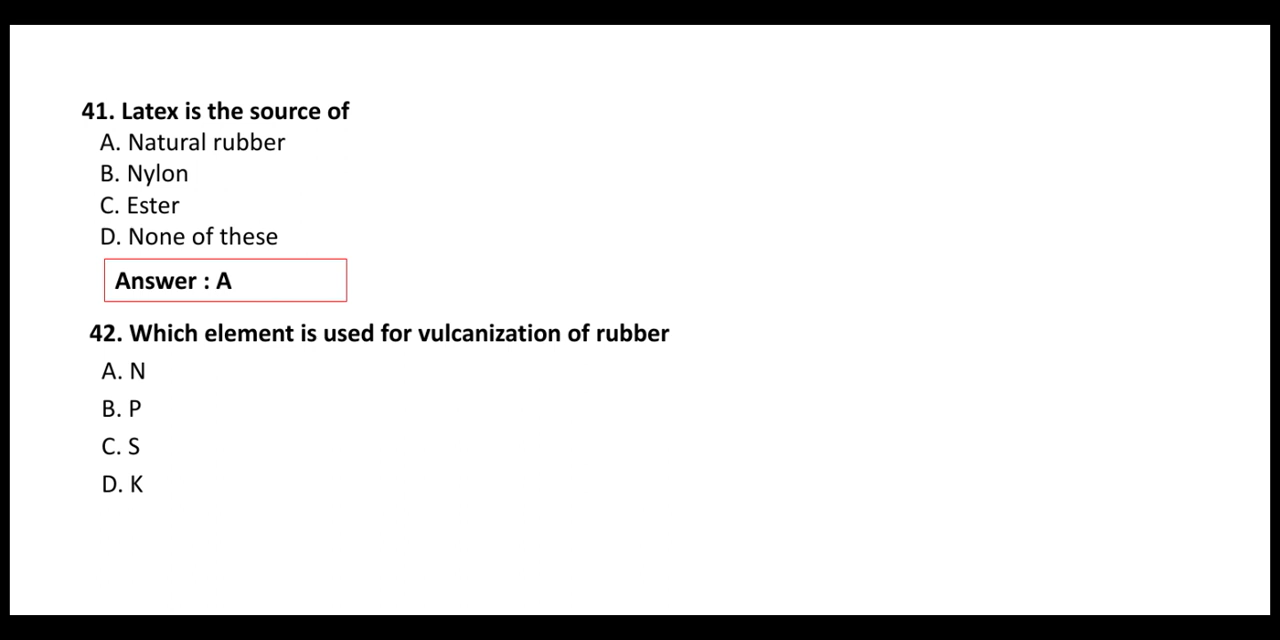 41. Latex is the source of
A. Natural rubber
B. Nylon
C. Ester
D. None of these
Answer : A
42. Which element is used for vulcanization of rubber
A. N
B. P
C. S
D. K